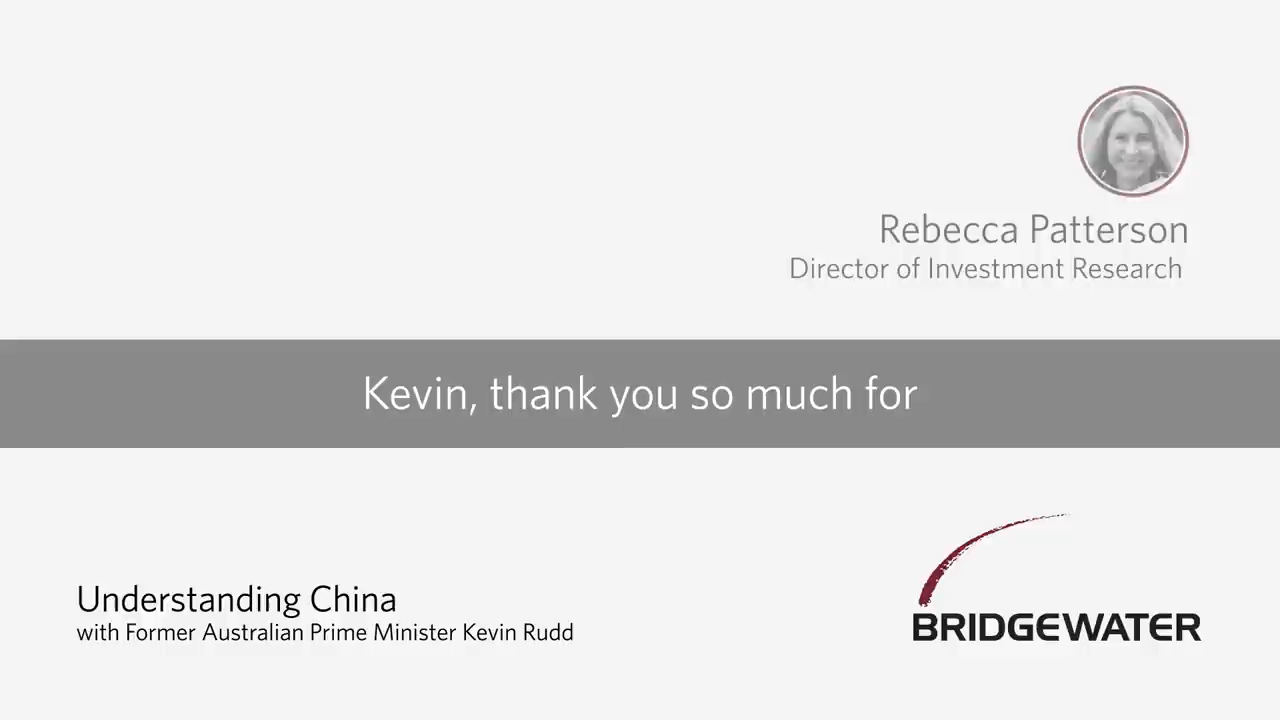 Rebecca Patterson
Director of Investment Research
Kevin, thank you so much for
Understanding China
with Former Australian Prime Minister Kevin Rudd
BRIDGEWATER